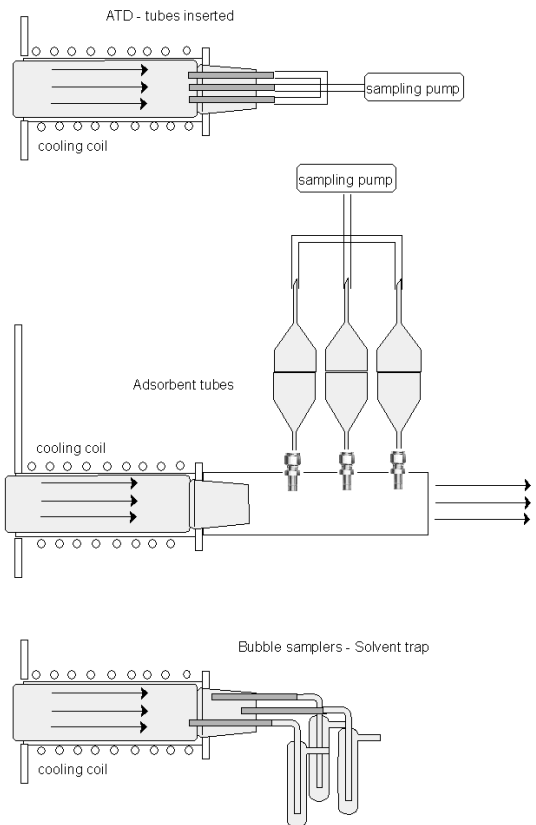 ATD - tubes inserted
sampling pump
cooling coil
sampling pump
Adsorbent tubes
cooling coil
Bubble samplers - Solvent trap
cooling coil